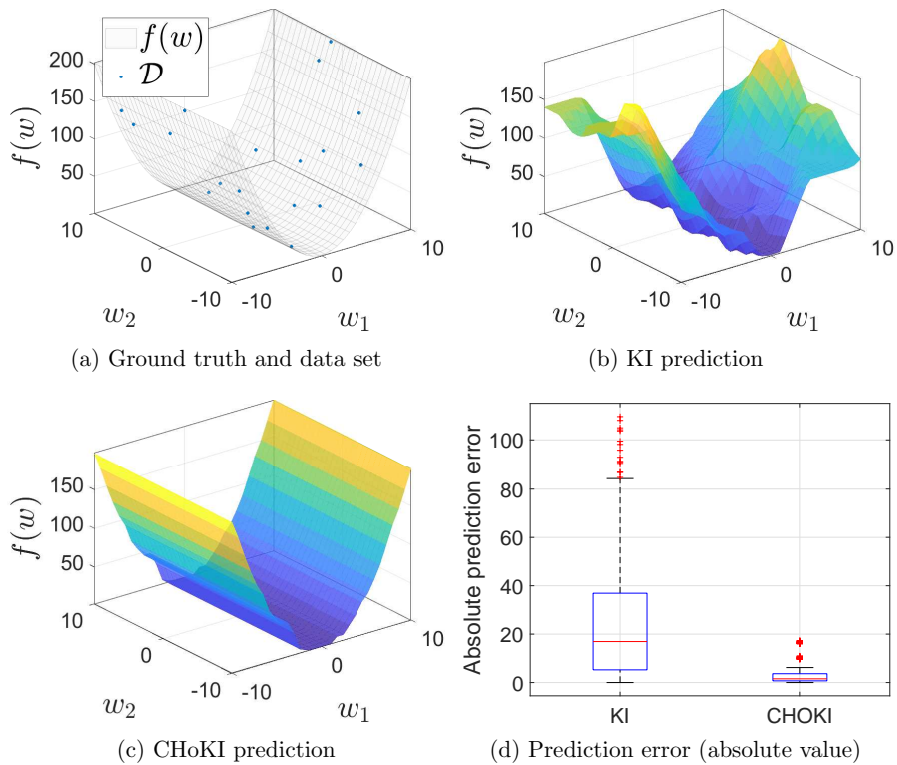 f(w)
𝒟
200
150
100
50
f(w)
10
0
-10
w₂
-10
0
10
w₁
(a) Ground truth and data set
150
100
50
f(w)
10
0
-10
w₂
-10
0
10
w₁
(b) KI prediction
150
100
50
f(w)
10
0
-10
w₂
-10
0
10
w₁
(c) CHoKI prediction
Absolute prediction error
100
80
60
40
20
0
KI
CHOKI
(d) Prediction error (absolute value)